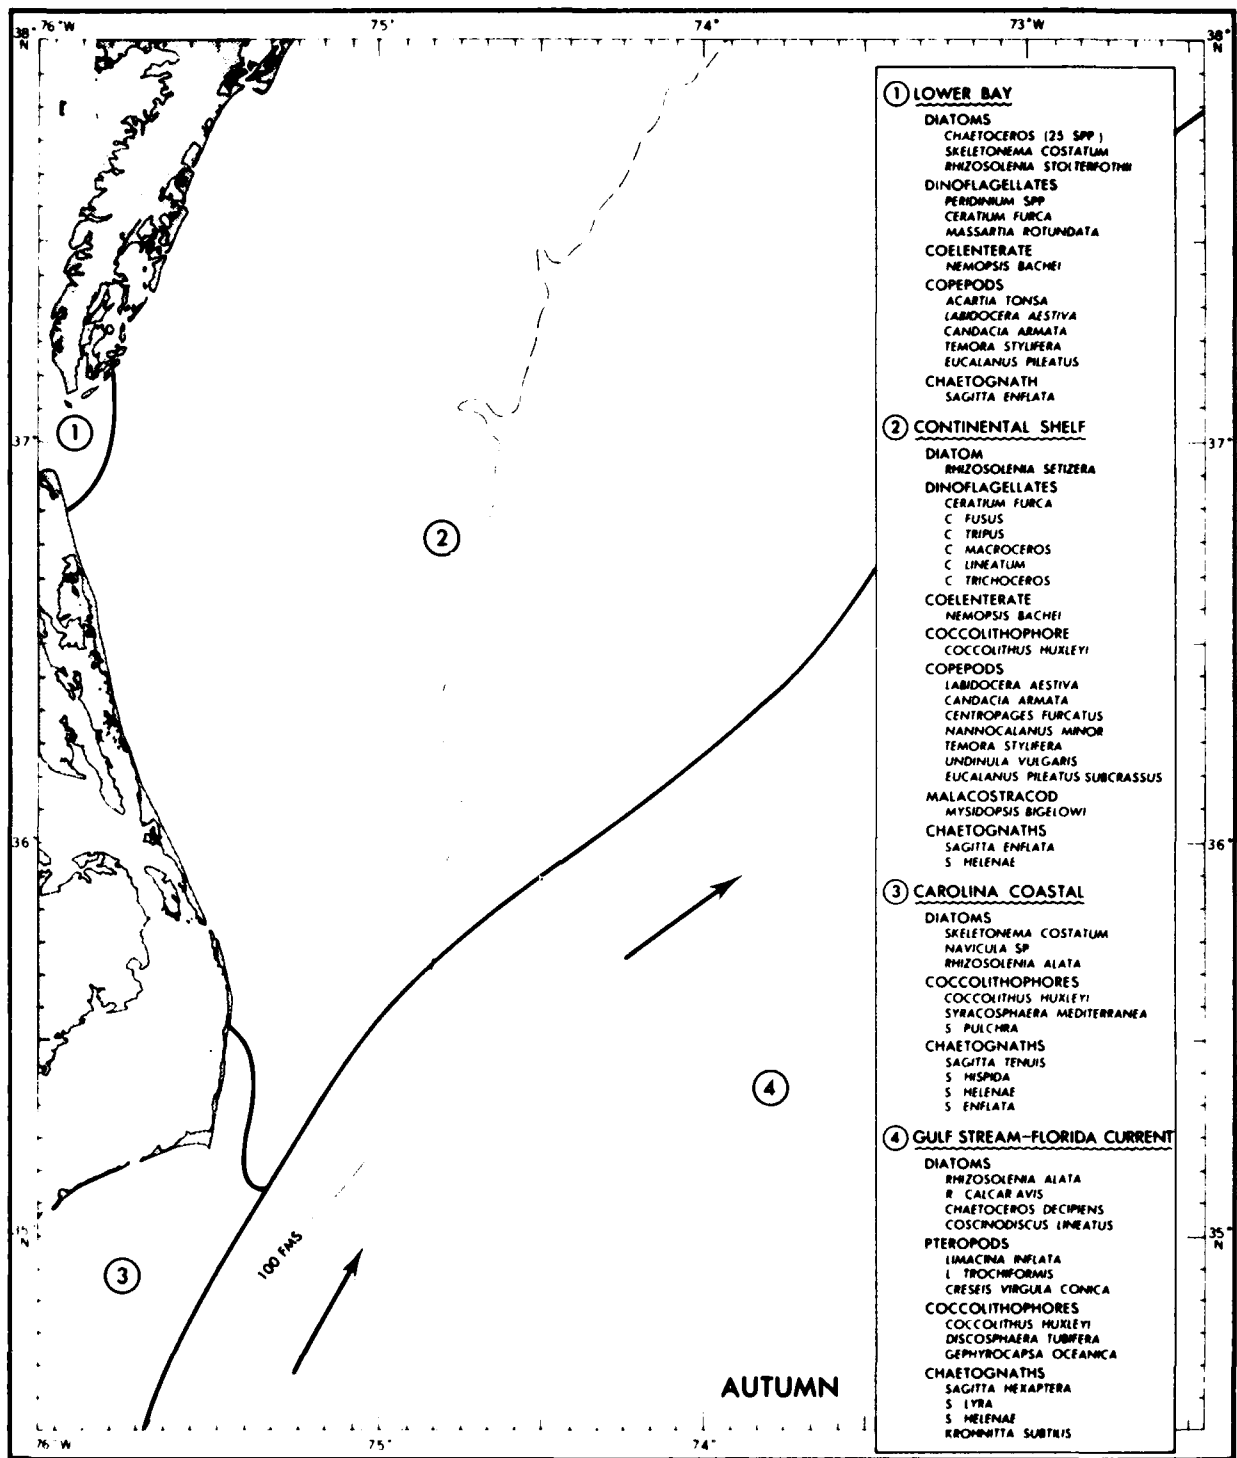 38° 76°W 75° 74° 73°W 38°
N N
① LOWER BAY
DIATOMS
CHAETOCEROS (25 SPP)
SKELETONEMA COSTATUM
RHIZOSOLENIA STOLTERFOTHII
DINOFLAGELLATES
PERIDINIUM SPP
CERATIUM FURCA
MASSARTIA ROTUNDATA
COELENTERATE
NEMOPSIS BACHEI
COPEPODS
ACARTIA TONSA
LABIDOCERA AESTIVA
CANDACIA ARMATA
TEMORA STYLIFERA
EUCALANUS PILEATUS
CHAETOGNATH
SAGITTA ENFLATA
② CONTINENTAL SHELF
DIATOM
RHIZOSOLENIA SETIZERA
DINOFLAGELLATES
CERATIUM FURCA
C FUSUS
C TRIPUS
C MACROCEROS
C LINEATUM
C TRICHOCEROS
COELENTERATE
NEMOPSIS BACHEI
COCCOLITHOPHORE
COCCOLITHUS HUXLEYI
COPEPODS
LABIDOCERA AESTIVA
CANDACIA ARMATA
CENTROPAGES FURCATUS
NANNOCALANUS MINOR
TEMORA STYLIFERA
UNDINULA VULGARIS
EUCALANUS PILEATUS SUBCRASSUS
MALACOSTRACOD
MYSIDOPSIS BIGELOWI
CHAETOGNATHS
SAGITTA ENFLATA
S HELENAE
③ CAROLINA COASTAL
DIATOMS
SKELETONEMA COSTATUM
NAVICULA SP
RHIZOSOLENIA ALATA
COCCOLITHOPHORES
COCCOLITHUS HUXLEYI
SYRACOSPHAERA MEDITERRANEA
S PULCHRA
CHAETOGNATHS
SAGITTA TENUIS
S HISPIDA
S HELENAE
S ENFLATA
④ GULF STREAM-FLORIDA CURRENT
DIATOMS
RHIZOSOLENIA ALATA
R CALCAR AVIS
CHAETOCEROS DECIPIENS
COSCINODISCUS LINEATUS
PTEROPODS
LIMACINA INFLATA
L TROCHIFORMIS
CRESEIS VIRGULA CONICA
COCCOLITHOPHORES
COCCOLITHUS HUXLEYI
DISCOSPHAERA TUBIFERA
GEPHYROCAPSA OCEANICA
CHAETOGNATHS
SAGITTA HEXAPTERA
S LYRA
S HELENAE
KROHNITTA SUBTILIS
①
37° 37°
②
36° 36°
④
35° 35°
N N
③
100 FMS
AUTUMN
76°W 75° 74°